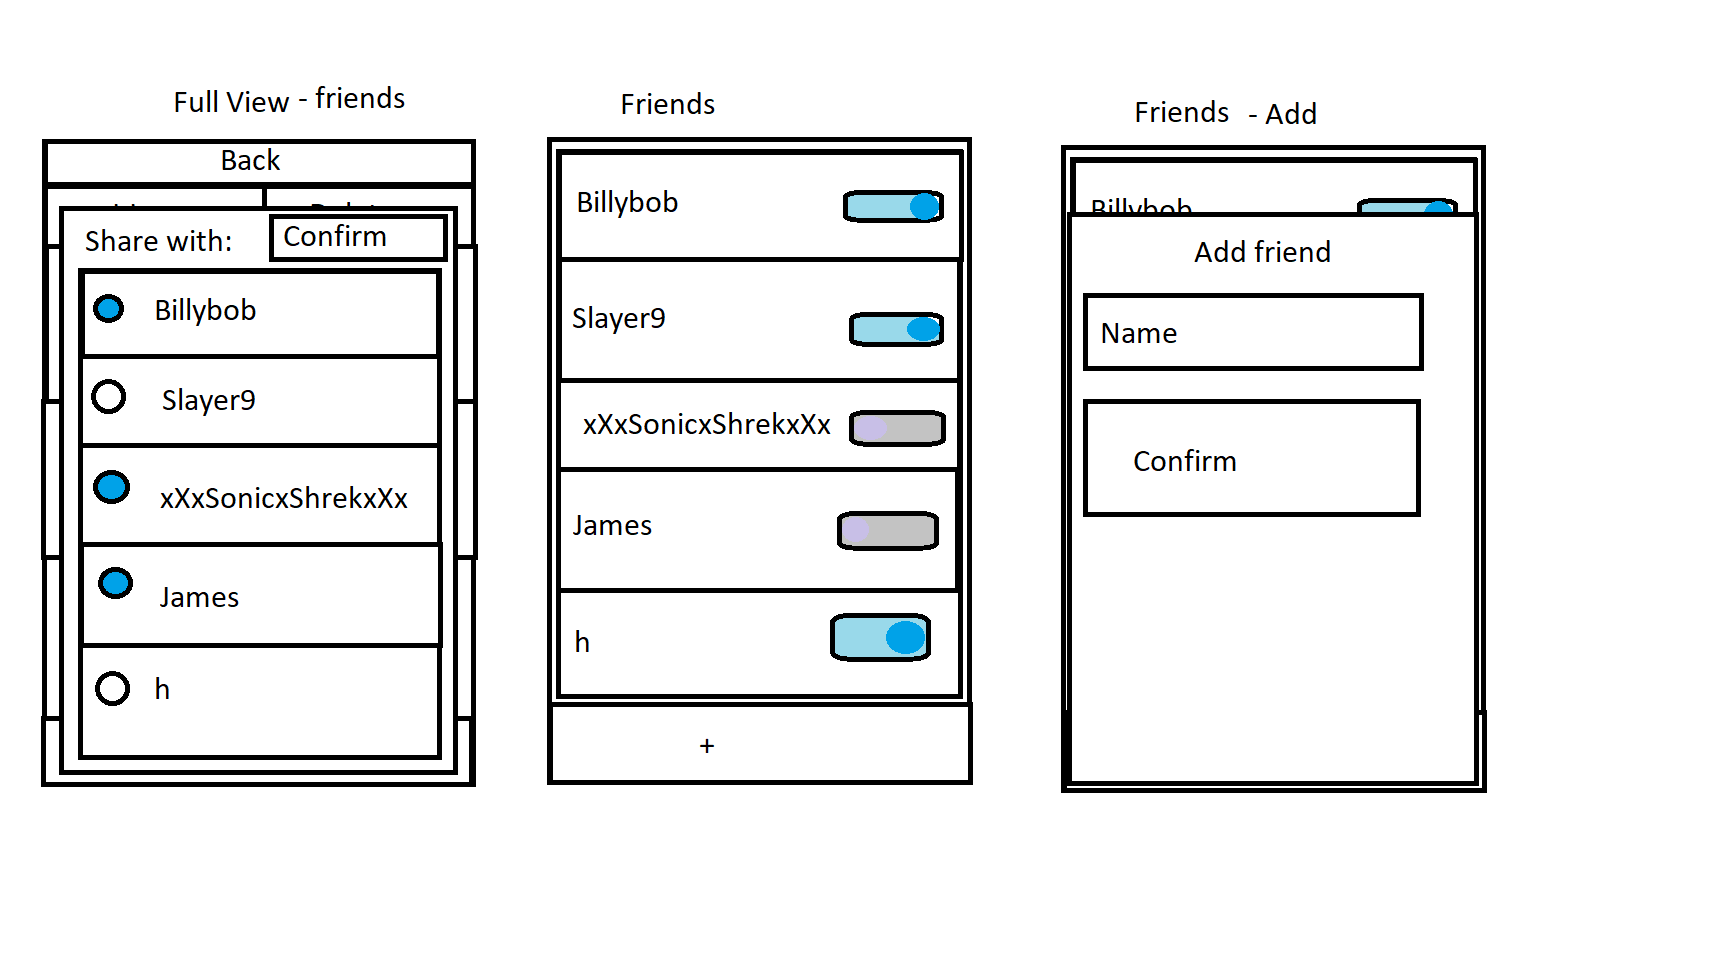 Full View - friends
Back
Share with:
Confirm
Billybob
Slayer9
xXxSonicxShrekxXx
James
h
Friends
Billybob
Slayer9
xXxSonicxShrekxXx
James
h
+
Friends - Add
Billybob
Add friend
Name
Confirm